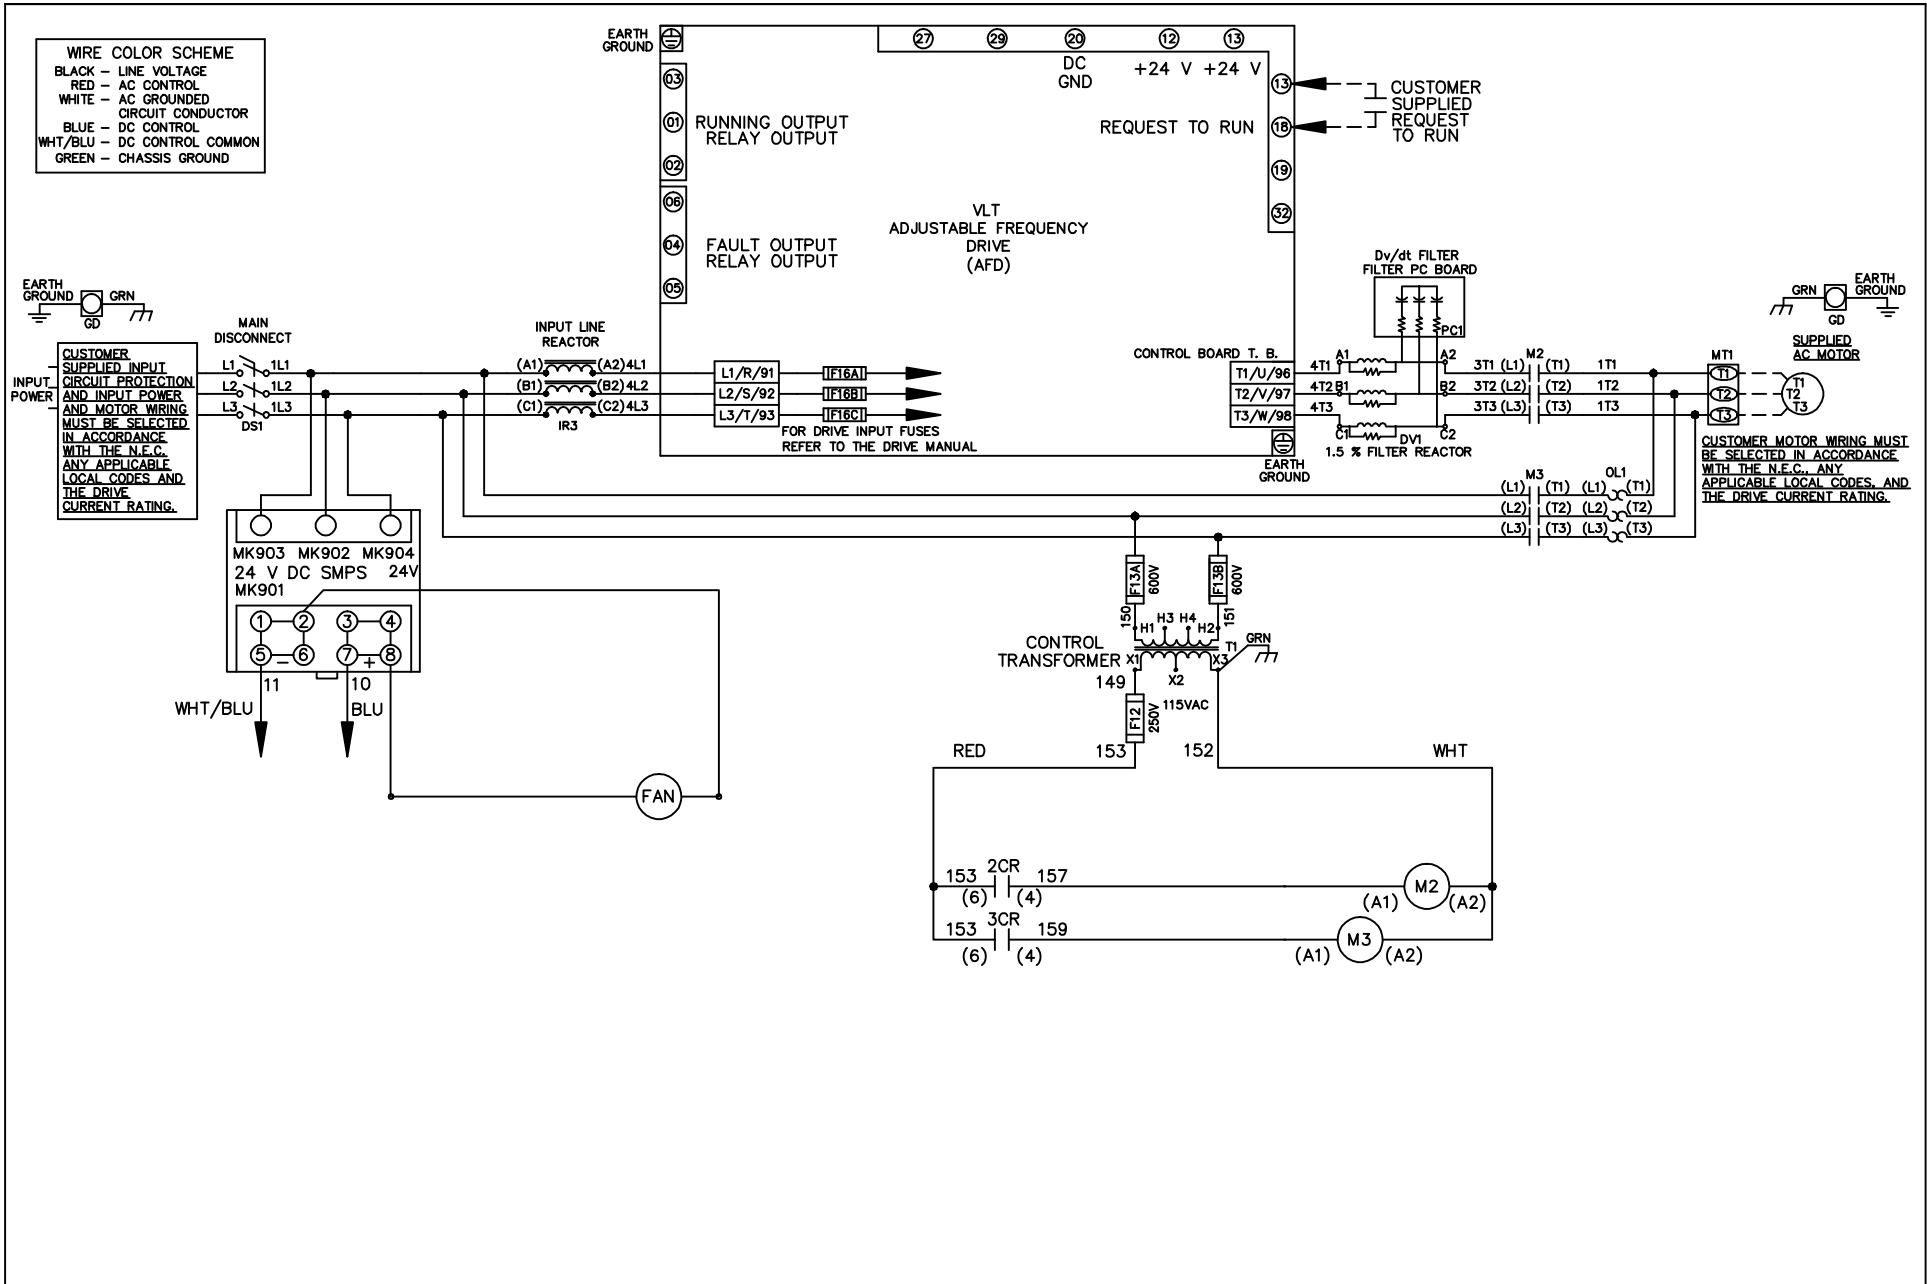 WIRE COLOR SCHEME
BLACK – LINE VOLTAGE
RED – AC CONTROL
WHITE – AC GROUNDED
CIRCUIT CONDUCTOR
BLUE – DC CONTROL
WHT/BLU – DC CONTROL COMMON
GREEN – CHASSIS GROUND
EARTH
GROUND
03
01
02
RUNNING OUTPUT
RELAY OUTPUT
06
04
05
FAULT OUTPUT
RELAY OUTPUT
27 29 20 12 13
DC
GND
+24 V +24 V
13
18
19
32
REQUEST TO RUN
CUSTOMER
SUPPLIED
REQUEST
TO RUN
VLT
ADJUSTABLE FREQUENCY
DRIVE
(AFD)
Dv/dt FILTER
FILTER PC BOARD
PC1
EARTH
GROUND
GRN
GD
INPUT
POWER
CUSTOMER
SUPPLIED INPUT
CIRCUIT PROTECTION
AND INPUT POWER
AND MOTOR WIRING
MUST BE SELECTED
IN ACCORDANCE
WITH THE N.E.C.
ANY APPLICABLE
LOCAL CODES AND
THE DRIVE
CURRENT RATING.
MAIN
DISCONNECT
L1 1L1
L2 1L2
L3 1L3
DS1
INPUT LINE
REACTOR
(A1) (A2) 4L1
(B1) (B2) 4L2
(C1) (C2) 4L3
IR3
L1/R/91 F16A
L2/S/92 F16B
L3/T/93 F16C
FOR DRIVE INPUT FUSES
REFER TO THE DRIVE MANUAL
CONTROL BOARD T. B.
T1/U/96 4T1 A1 A2 3T1 (L1) M2 (T1) 1T1
T2/V/97 4T2 B1 B2 3T2 (L2) (T2) 1T2
T3/W/98 4T3 C1 C2 3T3 (L3) (T3) 1T3
DV1
1.5 % FILTER REACTOR
EARTH
GROUND
MT1
T1
T2
T3
T1
T2
T3
GRN
EARTH
GROUND
GD
SUPPLIED
AC MOTOR
CUSTOMER MOTOR WIRING MUST
BE SELECTED IN ACCORDANCE
WITH THE N.E.C., ANY
APPLICABLE LOCAL CODES, AND
THE DRIVE CURRENT RATING.
M3 OL1
(L1) (T1) (L1) (T1)
(L2) (T2) (L2) (T2)
(L3) (T3) (L3) (T3)
MK903 MK902 MK904
24 V DC SMPS 24V
MK901
1 2 3 4
5 – 6 7 + 8
11 10
WHT/BLU BLU
FAN
F13A
600V
F13B
600V
150 151
H1 H3 H4 H2
CONTROL
TRANSFORMER
T1
GRN
X1 X2 X3
149
F12
250V
115VAC
RED 153 152 WHT
153 2CR 157
(6) (4)
M2
(A1) (A2)
153 3CR 159
(6) (4)
M3
(A1) (A2)